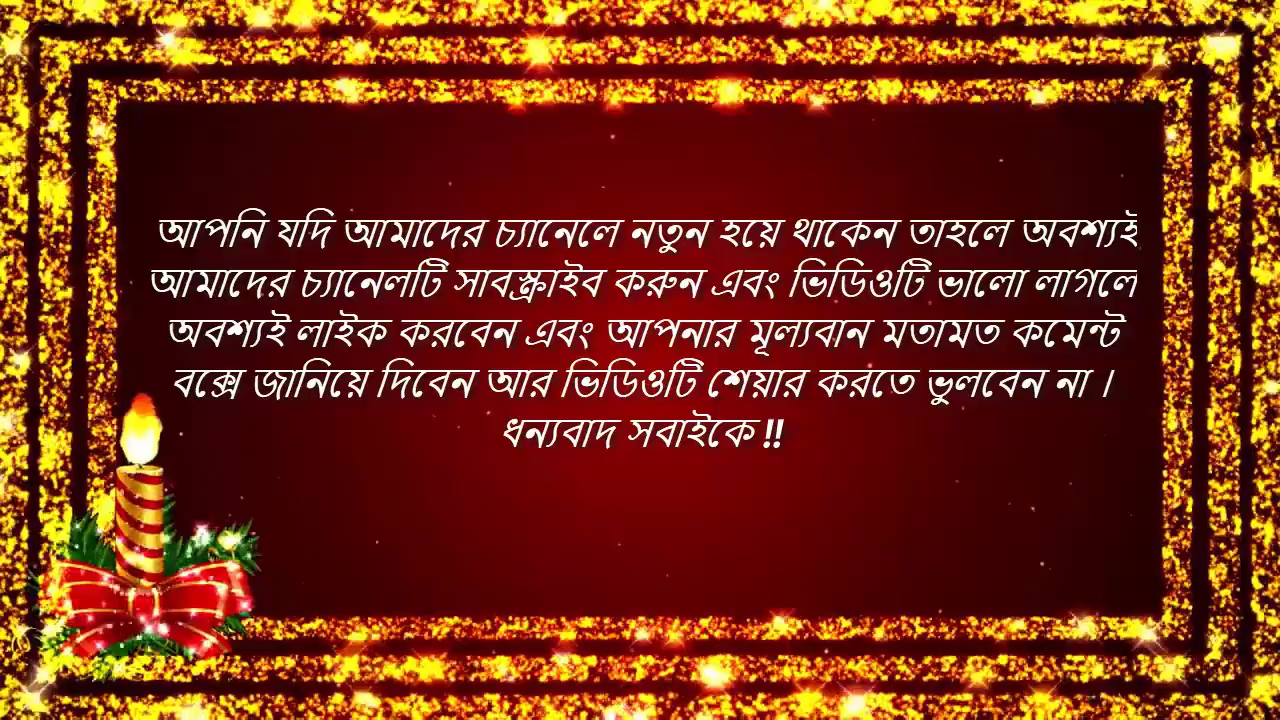 আপনি যদি আমাদের চ্যানেলে নতুন হয়ে থাকেন তাহলে অবশ্যই
আমাদের চ্যানেলটি সাবস্ক্রাইব করুন এবং ভিডিওটি ভালো লাগলে
অবশ্যই লাইক করবেন এবং আপনার মূল্যবান মতামত কমেন্ট
বক্সে জানিয়ে দিবেন আর ভিডিওটি শেয়ার করতে ভুলবেন না ।
ধন্যবাদ সবাইকে !!